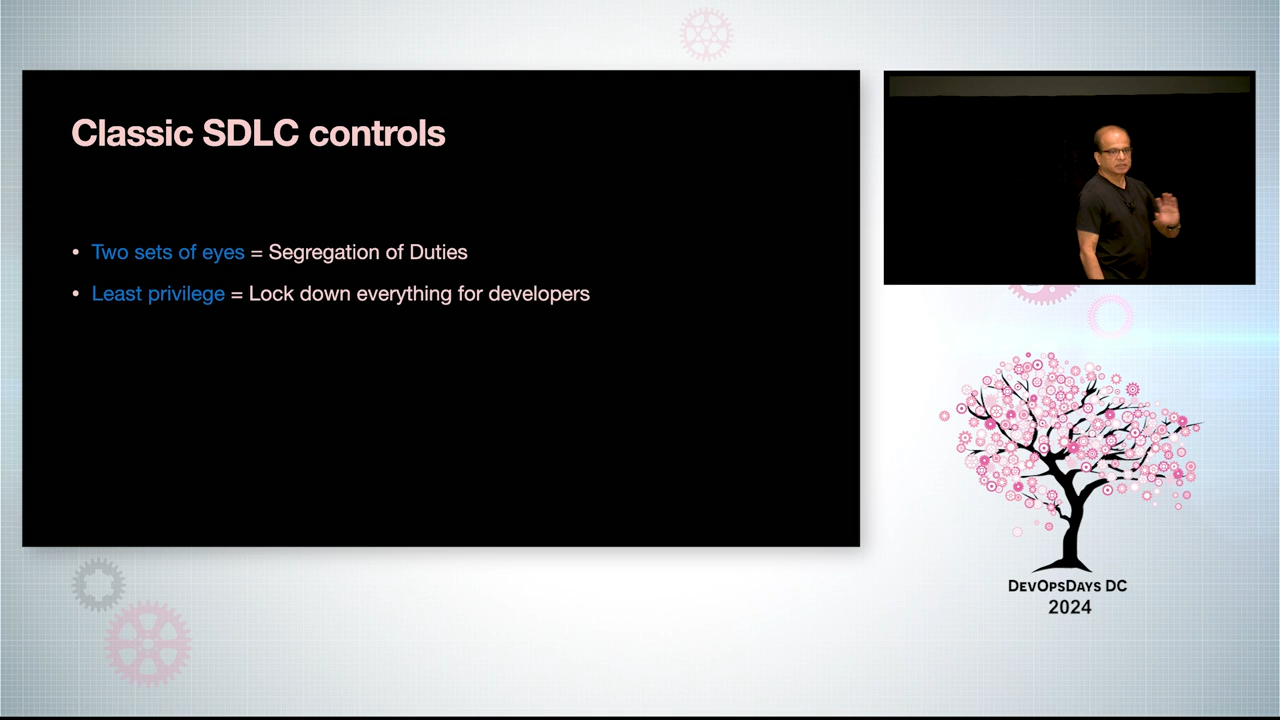 Classic SDLC controls
• Two sets of eyes = Segregation of Duties
• Least privilege = Lock down everything for developers
DEVOPSDAYS DC
2024